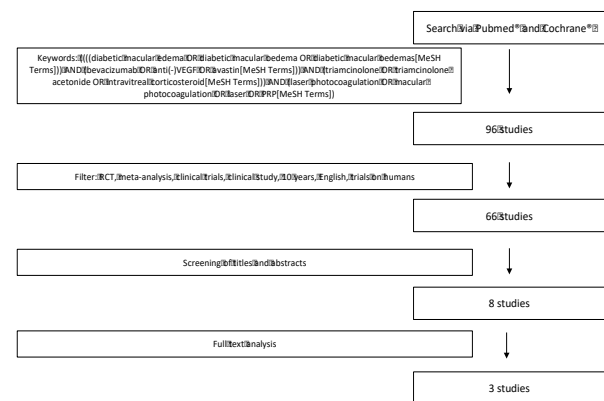 Search via Pubmed® and Cochrane®
Keywords: ((((diabetic macular edema OR diabetic macular oedema OR diabetic macular oedemas[MeSH
Terms])) AND (bevacizumab OR anti(-)VEGF OR avastin[MeSH Terms])) AND (triamcinolone OR triamcinolone
acetonide OR intravitreal corticosteroid[MeSH Terms])) AND (laser photocoagulation OR macular
photocoagulation OR laser OR PRP[MeSH Terms])
96 studies
Filter: RCT, meta-analysis, clinical trials, clinical study, 10 years, English, trials on humans
66 studies
Screening of titles and abstracts
8 studies
Full text analysis
3 studies